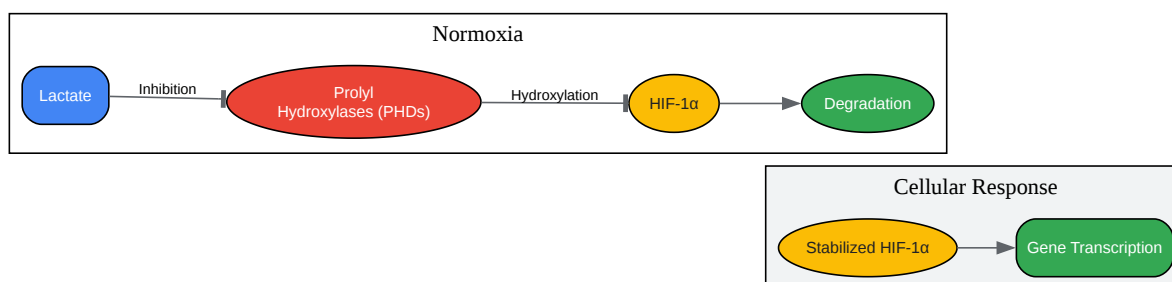 Normoxia
Lactate
Inhibition
Prolyl
Hydroxylases (PHDs)
Hydroxylation
HIF-1α
Degradation
Cellular Response
Stabilized HIF-1α
Gene Transcription